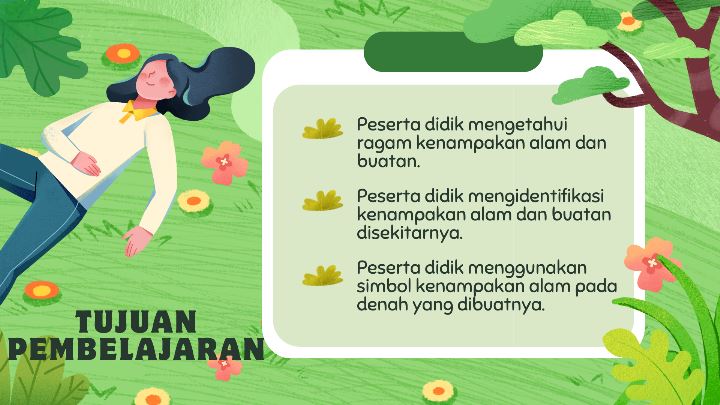 Peserta didik mengetahui
ragam kenampakan alam dan
buatan.
Peserta didik mengidentifikasi
kenampakan alam dan buatan
disekitarnya.
Peserta didik menggunakan
simbol kenampakan alam pada
denah yang dibuatnya.
TUJUAN
PEMBELAJARAN